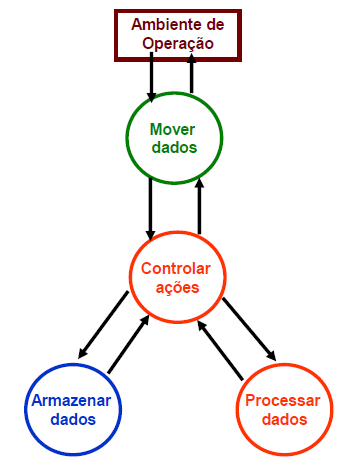 Ambiente de
Operação
Mover
dados
Controlar
ações
Armazenar
dados
Processar
dados